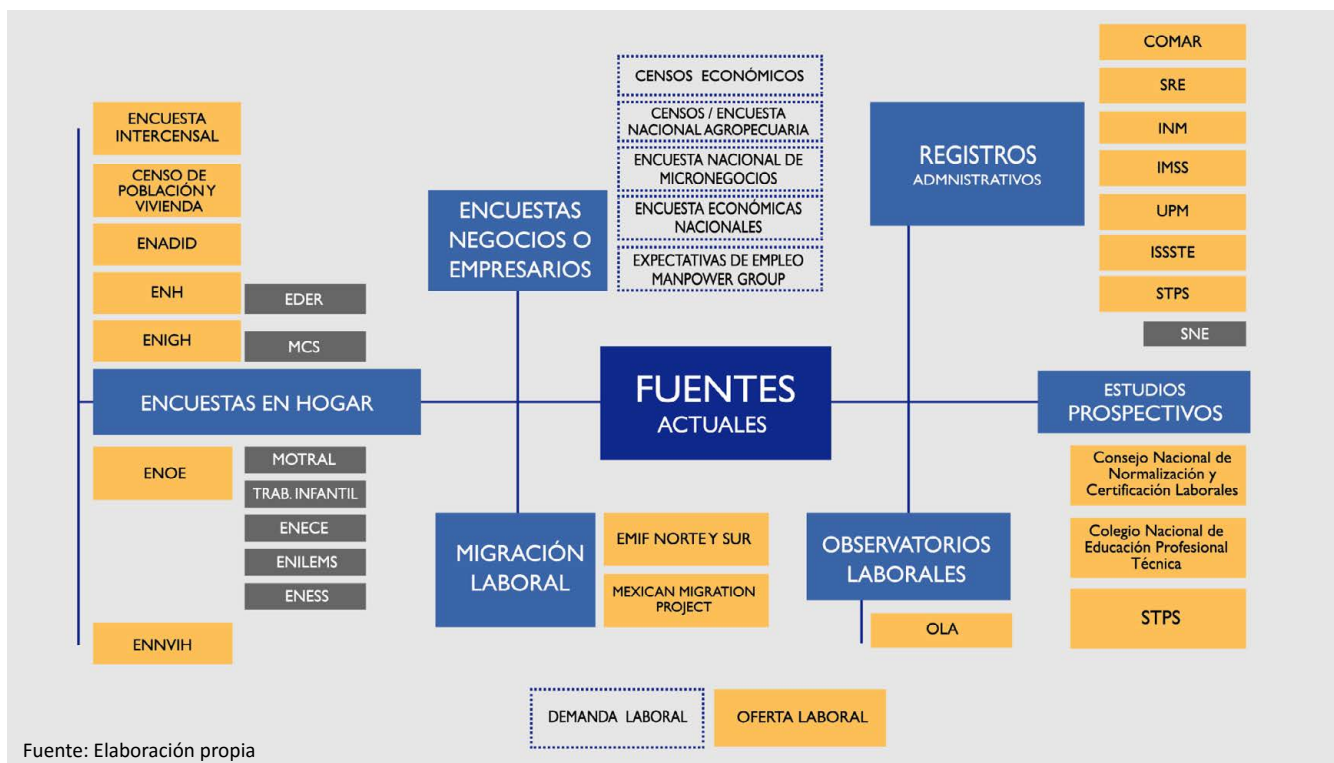 ENCUESTA
INTERCENSAL
CENSO DE
POBLACIÓN Y
VIVIENDA
ENADID
ENH
EDER
ENIGH
MCS
ENCUESTAS EN HOGAR
ENOE
MOTRAL
TRAB. INFANTIL
ENECE
ENILEMS
ENESS
ENNVIH
ENCUESTAS
NEGOCIOS O
EMPRESARIOS
CENSOS ECONÓMICOS
CENSOS / ENCUESTA
NACIONAL AGROPECUARIA
ENCUESTA NACIONAL DE
MICRONEGOCIOS
ENCUESTA ECONÓMICAS
NACIONALES
EXPECTATIVAS DE EMPLEO
MANPOWER GROUP
FUENTES
ACTUALES
MIGRACIÓN
LABORAL
EMIF NORTE Y SUR
MEXICAN MIGRATION
PROJECT
REGISTROS
ADMNISTRATIVOS
COMAR
SRE
INM
IMSS
UPM
ISSSTE
STPS
SNE
ESTUDIOS
PROSPECTIVOS
Consejo Nacional de
Normalización y
Certificación Laborales
Colegio Nacional de
Educación Profesional
Técnica
STPS
OBSERVATORIOS
LABORALES
OLA
DEMANDA LABORAL
OFERTA LABORAL
Fuente: Elaboración propia